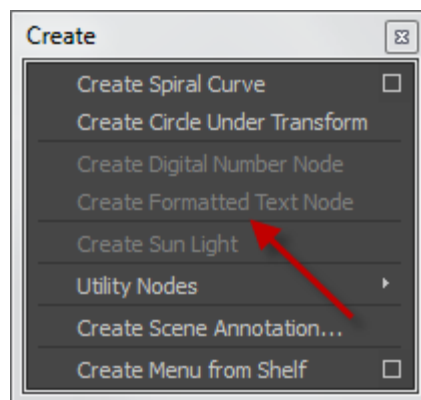 Create
Create Spiral Curve
Create Circle Under Transform
Create Digital Number Node
Create Formatted Text Node
Create Sun Light
Utility Nodes
Create Scene Annotation...
Create Menu from Shelf